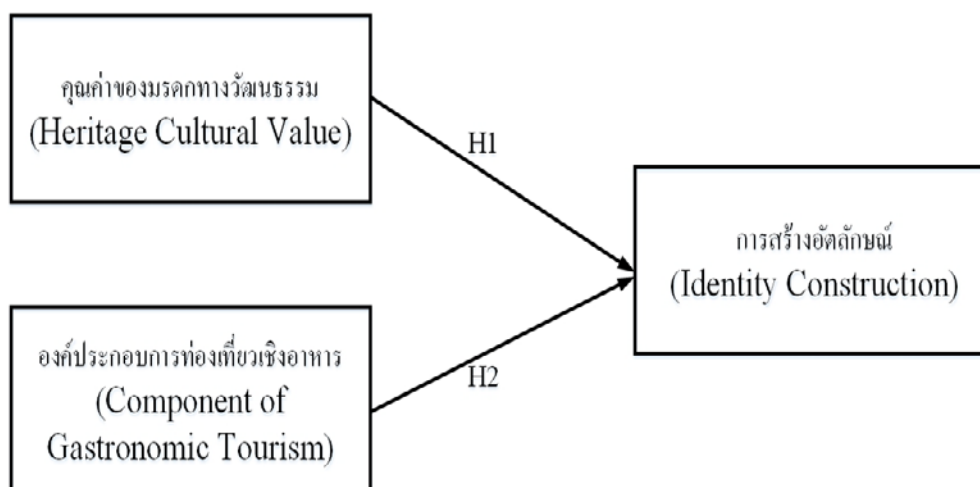 คุณค่าของมรดกทางวัฒนธรรม
(Heritage Cultural Value)
H1
การสร้างอัตลักษณ์
(Identity Construction)
องค์ประกอบการท่องเที่ยวเชิงอาหาร
(Component of
Gastronomic Tourism)
H2